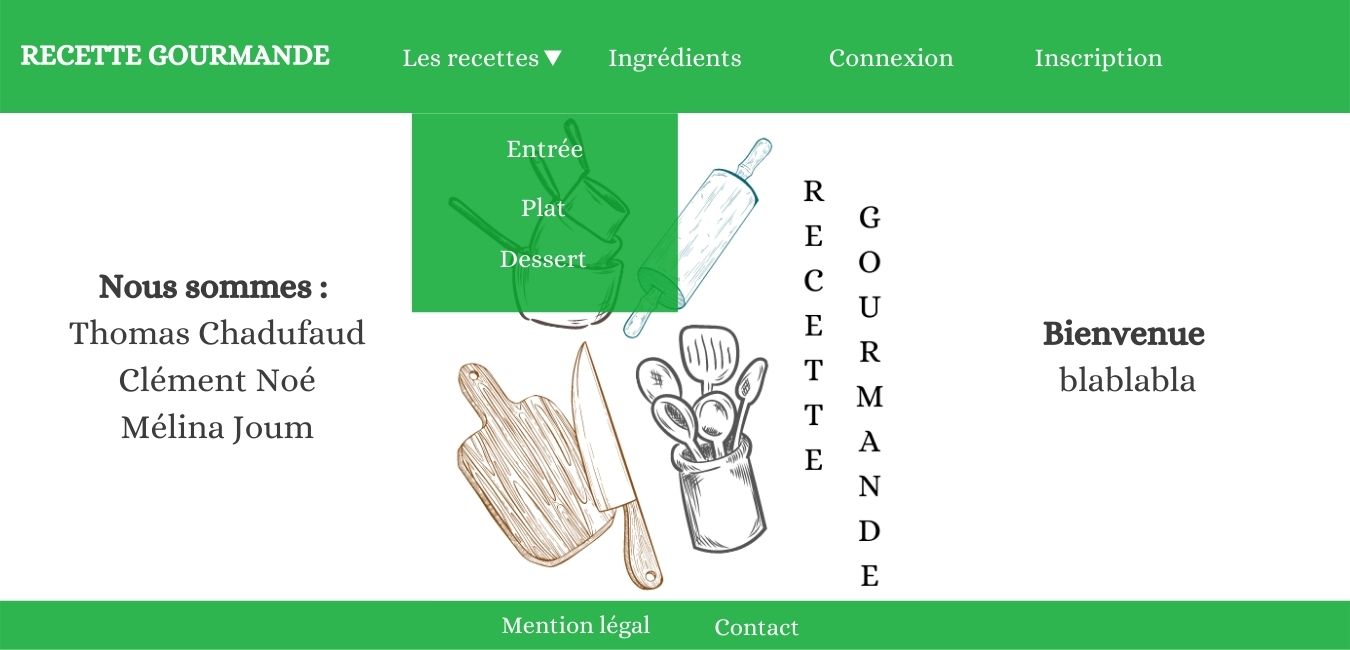 RECETTE GOURMANDE
Les recettes ▼
Ingrédients
Connexion
Inscription
Entrée
Plat
Dessert
Nous sommes :
Thomas Chadufaud
Clément Noé
Mélina Joum
RECETTE
GOURMANDE
Bienvenue
blablabla
Mention légal
Contact